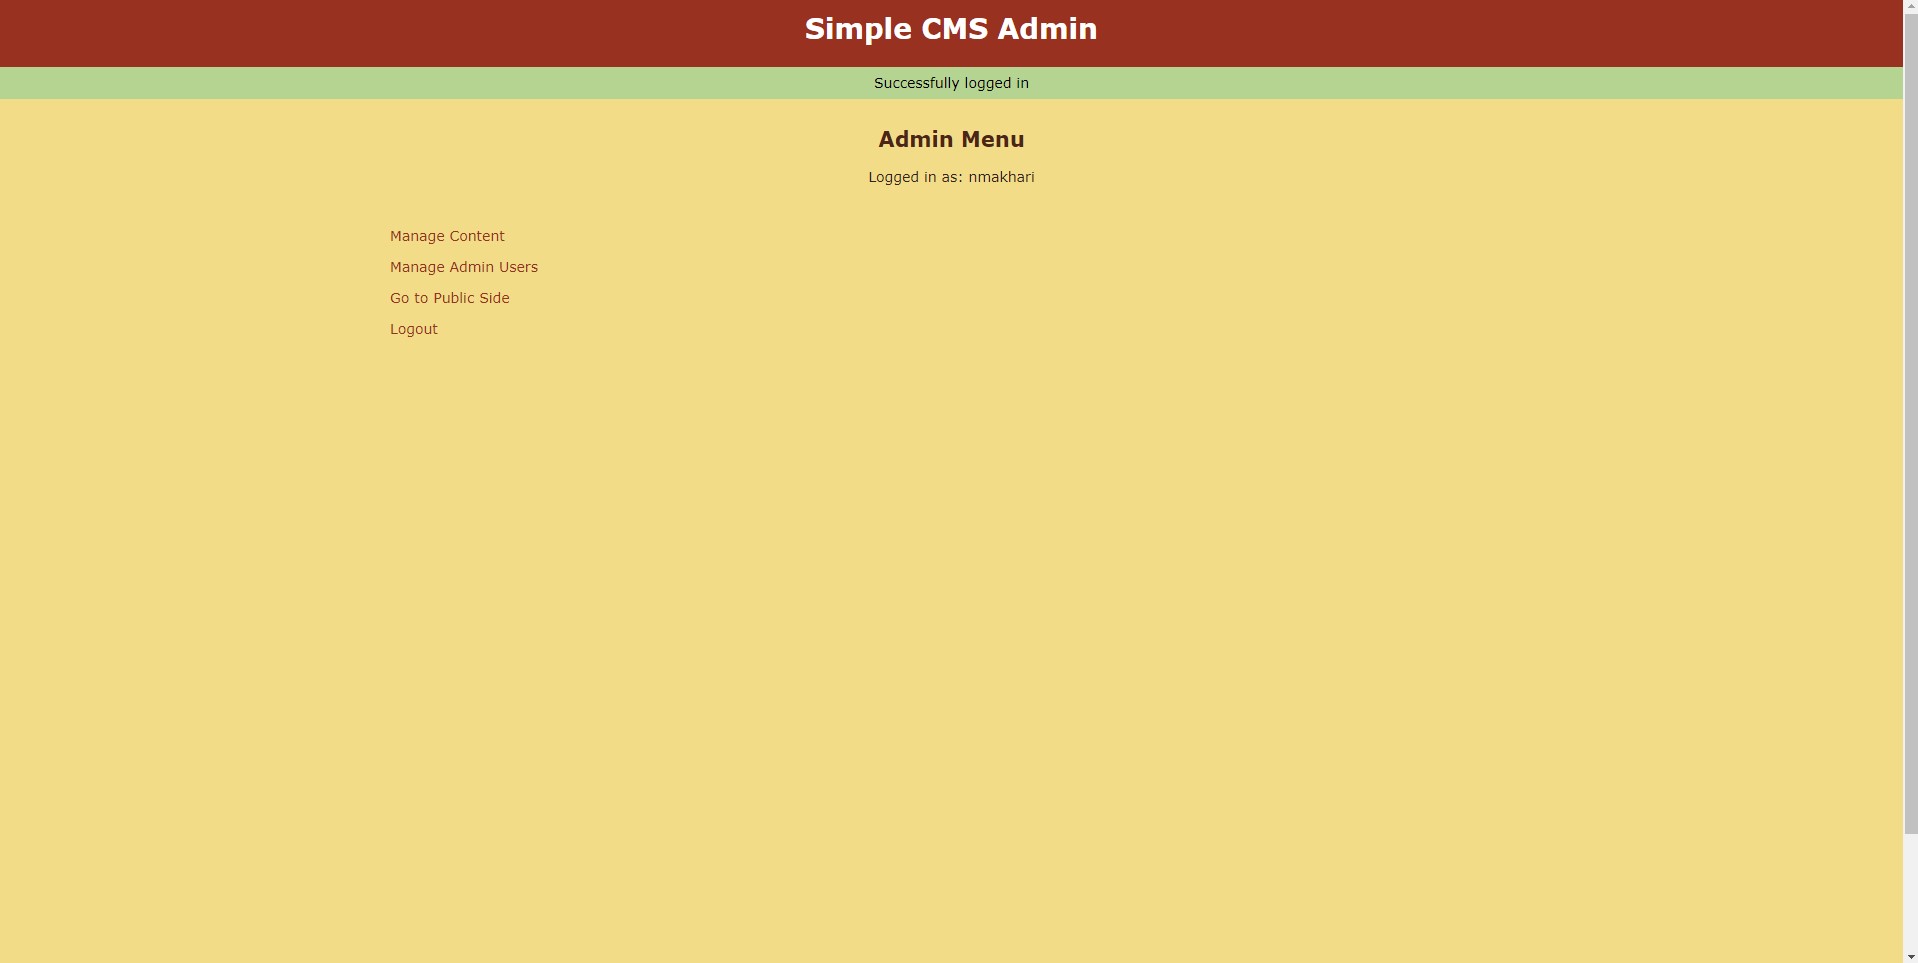 Simple CMS Admin
Successfully logged in
Admin Menu
Logged in as: nmakhari
Manage Content
Manage Admin Users
Go to Public Side
Logout